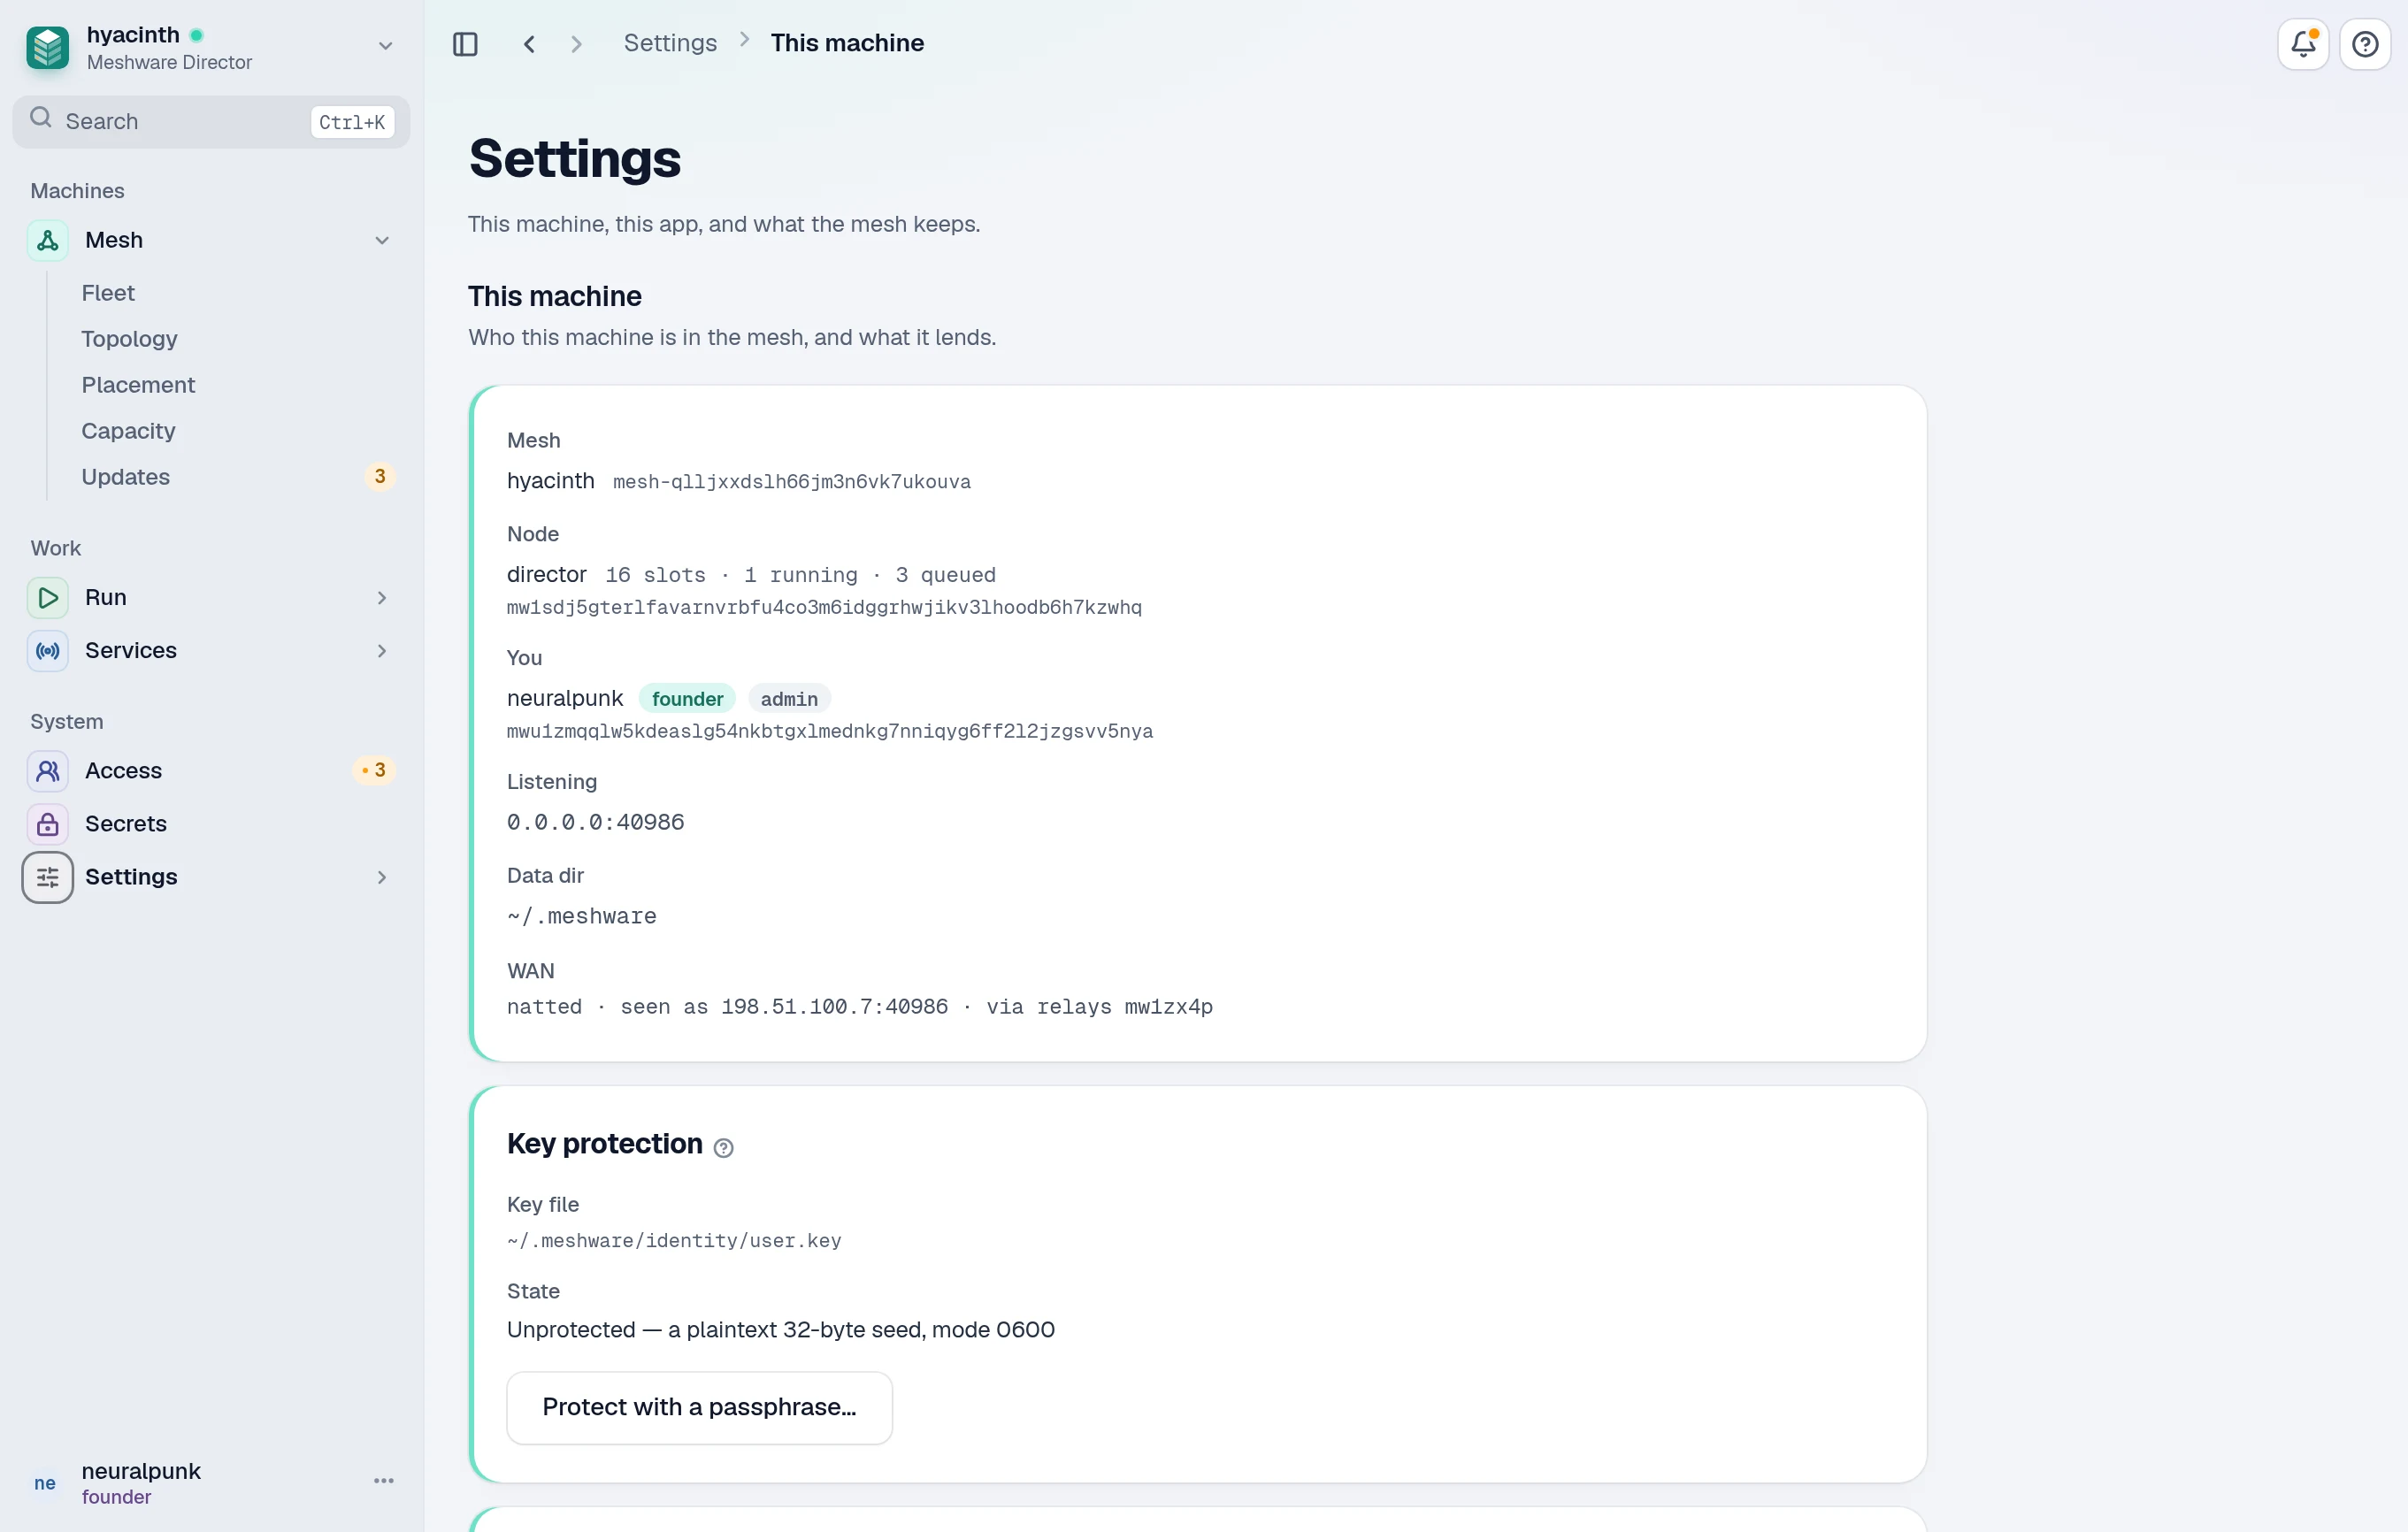 hyacinth
Meshware Director
Search Ctrl+K
Machines
Mesh
Fleet
Topology
Placement
Capacity
Updates 3
Work
Run
Services
System
Access 3
Secrets
Settings
ne
neuralpunk
founder
Settings This machine
Settings
This machine, this app, and what the mesh keeps.
This machine
Who this machine is in the mesh, and what it lends.
Mesh
hyacinth mesh-qlljxxdslh66jm3n6vk7ukouva
Node
director 16 slots · 1 running · 3 queued
mw1sdj5gterlfavarnvrbfu4co3m6idggrhwjikv3lhoodb6h7kzwhq
You
neuralpunk founder admin
mwu1zmqqlw5kdeaslg54nkbtgxlmednkg7nniqyg6ff2l2jzgsvv5nya
Listening
0.0.0.0:40986
Data dir
~/.meshware
WAN
natted · seen as 198.51.100.7:40986 · via relays mw1zx4p
Key protection
Key file
~/.meshware/identity/user.key
State
Unprotected — a plaintext 32-byte seed, mode 0600
Protect with a passphrase…